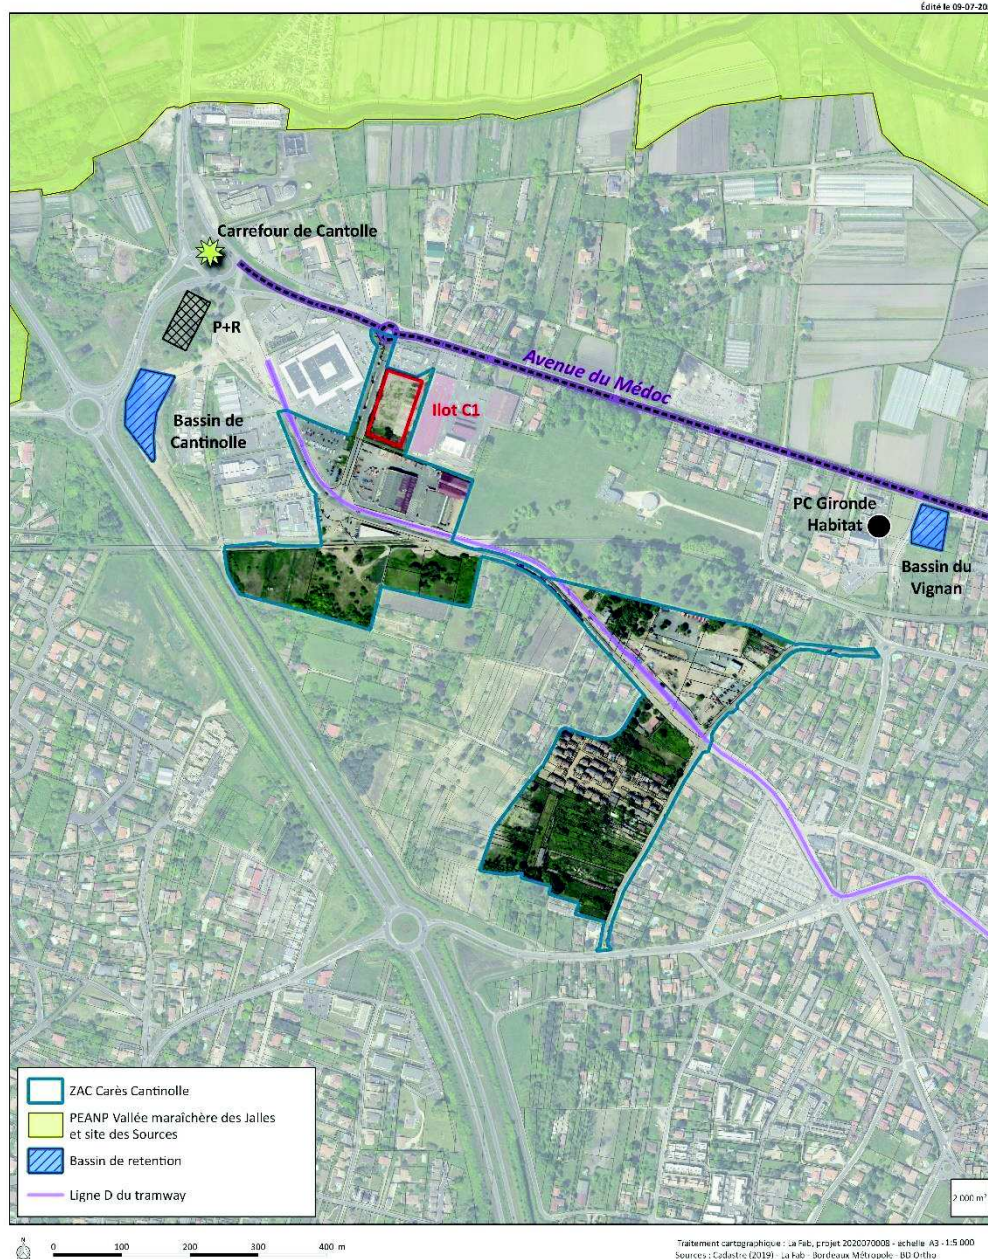 Édité le 09-07-20
Carrefour de Cantolle
P+R
Avenue du Médoc
Ilot C1
Bassin de
Cantinolle
PC Gironde
Habitat
Bassin du
Vignan
ZAC Carès Cantinolle
PEANP Vallée maraîchère des Jalles
et site des Sources
Bassin de retention
Ligne D du tramway
2 000 m²
N
0 100 200 300 400 m
Traitement cartographique : La Fab, projet 2020070008 - échelle A3 - 1:5 000
Sources : Cadastre (2019) - La Fab - Bordeaux Métropole - BD Ortho